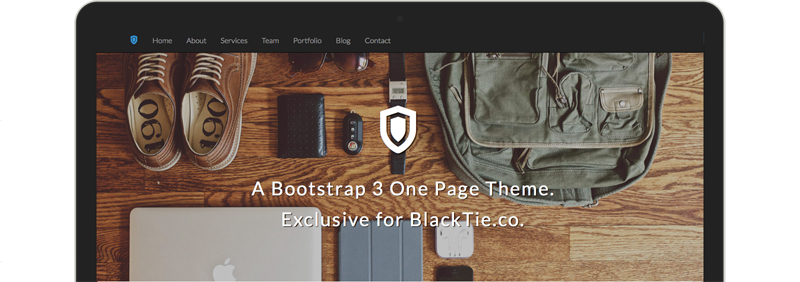 Home About Services Team Portfolio Blog Contact
A Bootstrap 3 One Page Theme.
Exclusive for BlackTie.co.